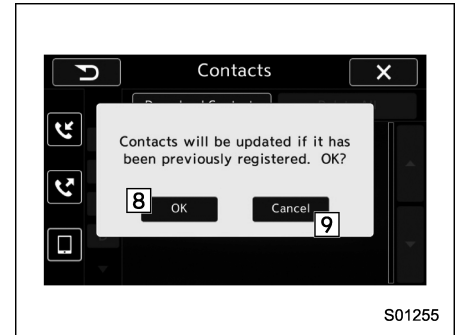 Contacts
Contacts will be updated if it has
been previously registered. OK?
8
OK
Cancel
9
S01255